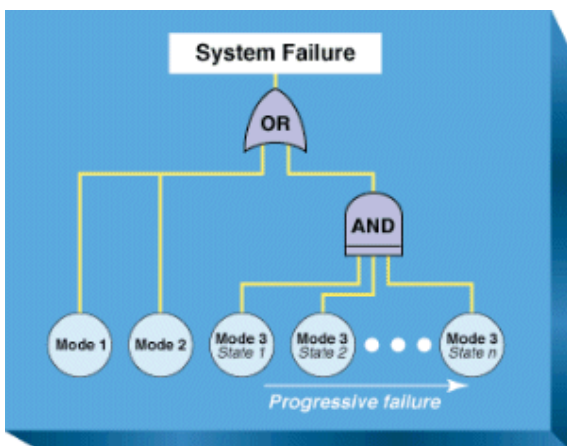 System Failure
OR
AND
Mode 1
Mode 2
Mode 3
State 1
Mode 3
State 2
Mode 3
State n
Progressive failure